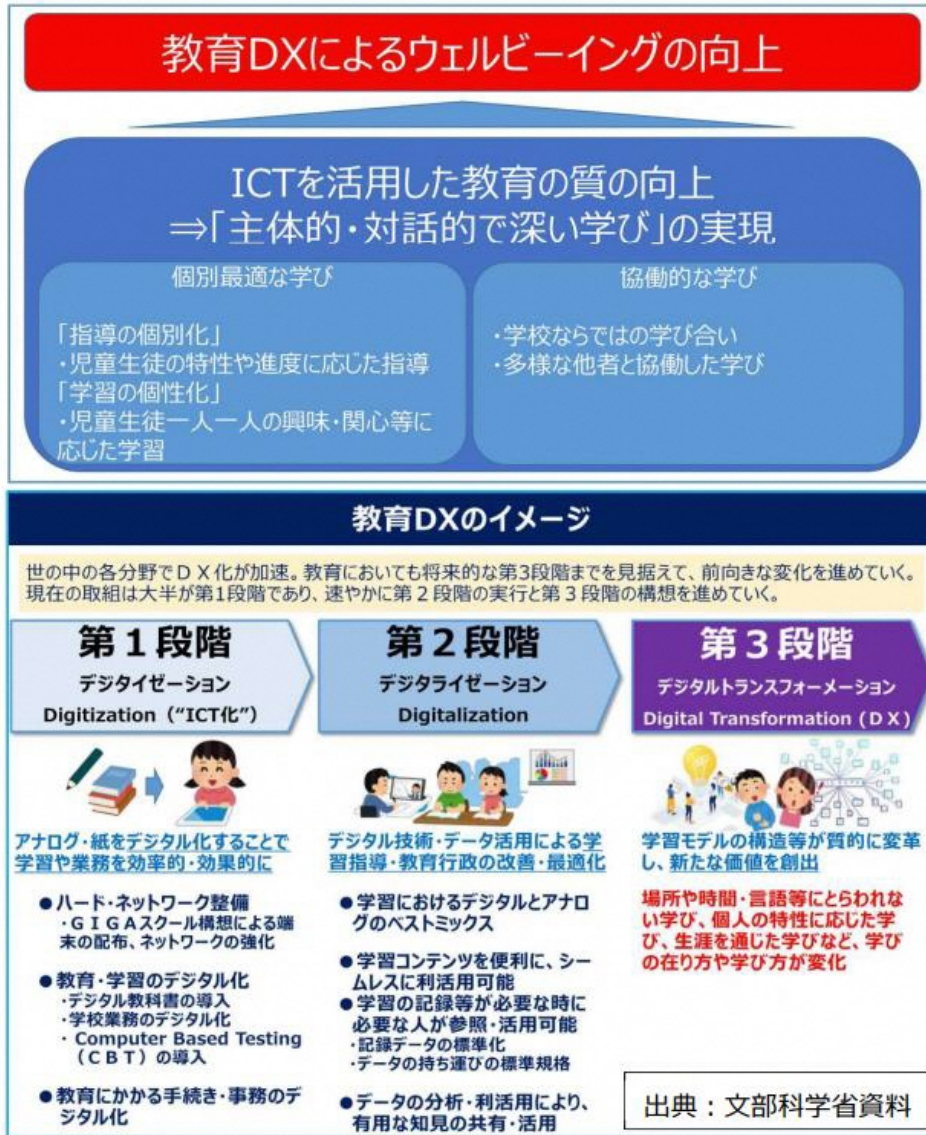 教育DXによるウェルビーイングの向上
ICTを活用した教育の質の向上
⇒「主体的・対話的で深い学び」の実現
個別最適な学び
「指導の個別化」
・児童生徒の特性や進度に応じた指導
「学習の個性化」
・児童生徒一人一人の興味・関心等に
応じた学習
協働的な学び
・学校ならではの学び合い
・多様な他者と協働した学び
教育DXのイメージ
世の中の各分野でDX化が加速。教育においても将来的な第3段階までを見据えて、前向きな変化を進めていく。
現在の取組は大半が第1段階であり、速やかに第2段階の実行と第3段階の構想を進めていく。
第1段階
デジタイゼーション
Digitization(“ICT化”)
アナログ・紙をデジタル化することで
学習や業務を効率的・効果的に
●ハード・ネットワーク整備
・GIGAスクール構想による端
末の配布、ネットワークの強化
●教育・学習のデジタル化
・デジタル教科書の導入
・学校業務のデジタル化
・Computer Based Testing
(CBT)の導入
●教育にかかる手続き・事務のデ
ジタル化
第2段階
デジタライゼーション
Digitalization
デジタル技術・データ活用による学
習指導・教育行政の改善・最適化
●学習におけるデジタルとアナロ
グのベストミックス
●学習コンテンツを便利に、シー
ムレスに利活用可能
●学習の記録等が必要な時に
必要な人が参照・活用可能
・記録データの標準化
・データの持ち運びの標準規格
●データの分析・利活用により、
有用な知見の共有・活用
第3段階
デジタルトランスフォーメーション
Digital Transformation(DX)
学習モデルの構造等が質的に変革
し、新たな価値を創出
場所や時間・言語等にとらわれ
ない学び、個人の特性に応じた学
び、生涯を通じた学びなど、学び
の在り方や学び方が変化
出典:文部科学省資料